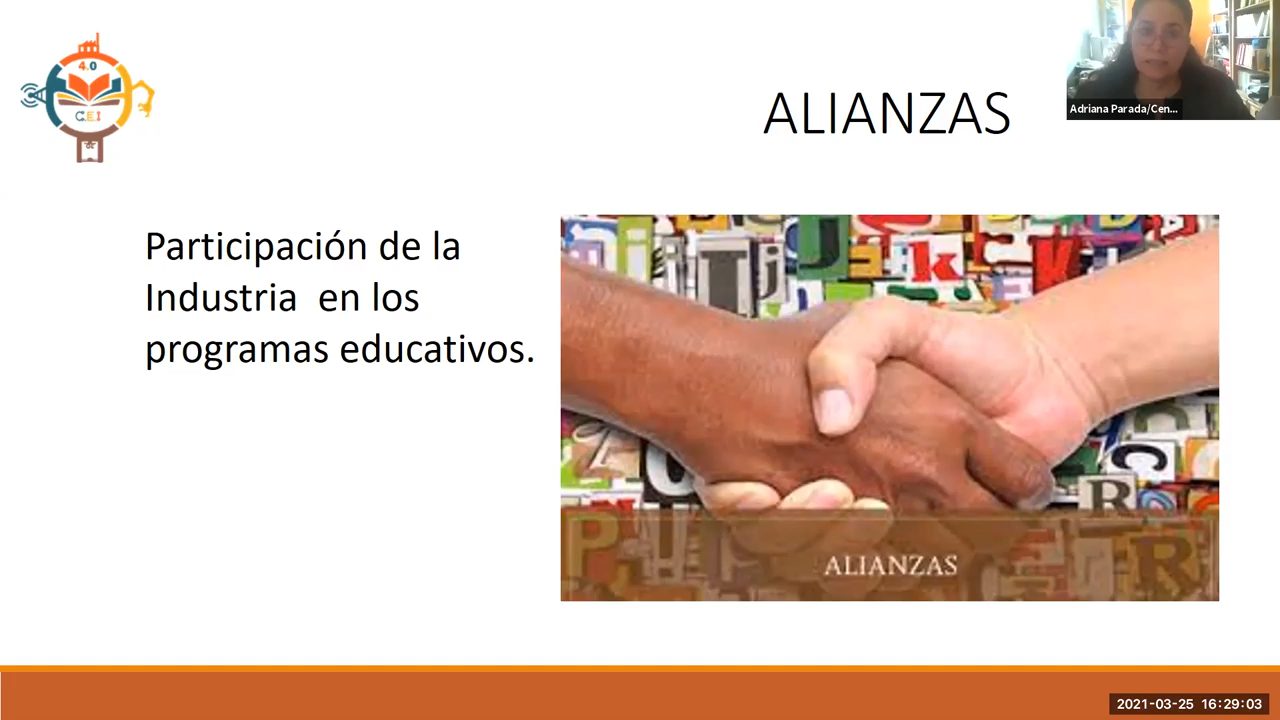 4.0
C.E.I
ALIANZAS
Adriana Parada/Cen...
Participación de la
Industria  en los
programas educativos.
ALIANZAS
2021-03-25 16:29:03